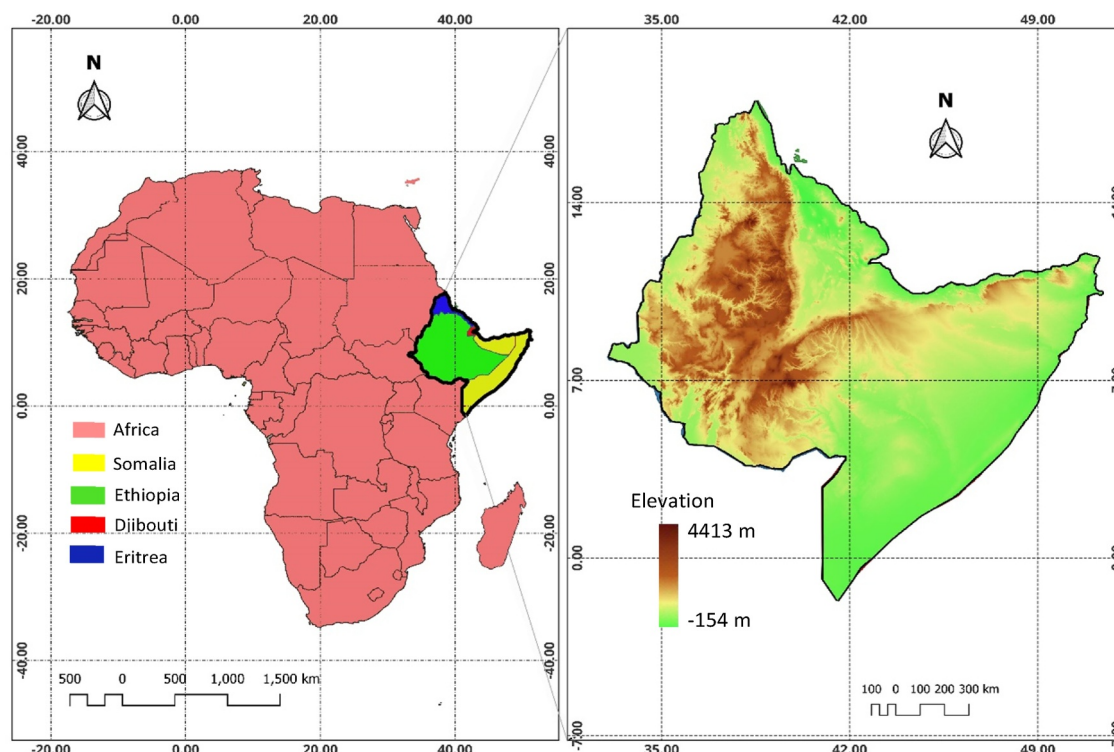 -20.00 0.00 20.00 40.00
N
40.00 40.00
20.00 20.00
0.00 0.00
-20.00 -20.00
-40.00 -40.00
Africa
Somalia
Ethiopia
Djibouti
Eritrea
500 0 500 1,000 1,500 km
-20.00 0.00 20.00 40.00
35.00 42.00 49.00
N
14.00
7.00
0.00
Elevation
4413 m
-154 m
100 0 100 200 300 km
35.00 42.00 49.00